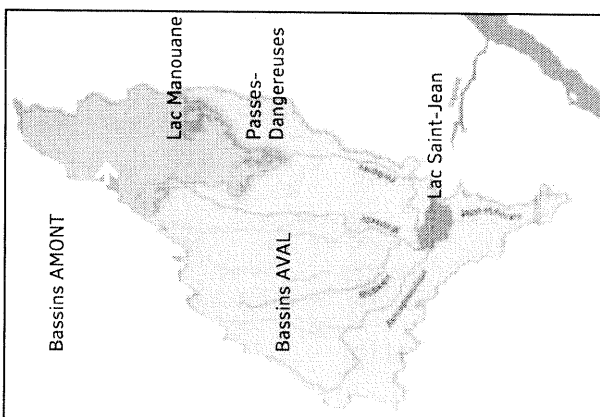 Bassins AMONT
Lac Manouane
Passes-
Dangereuses
Bassins AVAL
Lac Saint-Jean